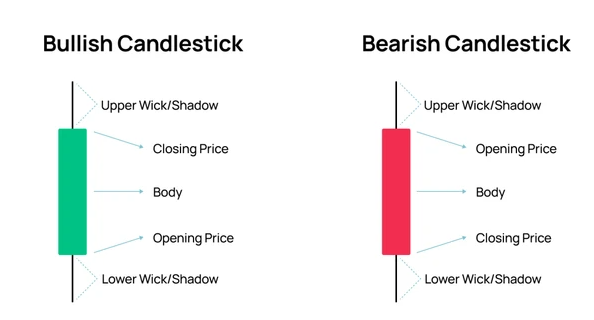 Bullish Candlestick
Upper Wick/Shadow
Closing Price
Body
Opening Price
Lower Wick/Shadow
Bearish Candlestick
Upper Wick/Shadow
Opening Price
Body
Closing Price
Lower Wick/Shadow